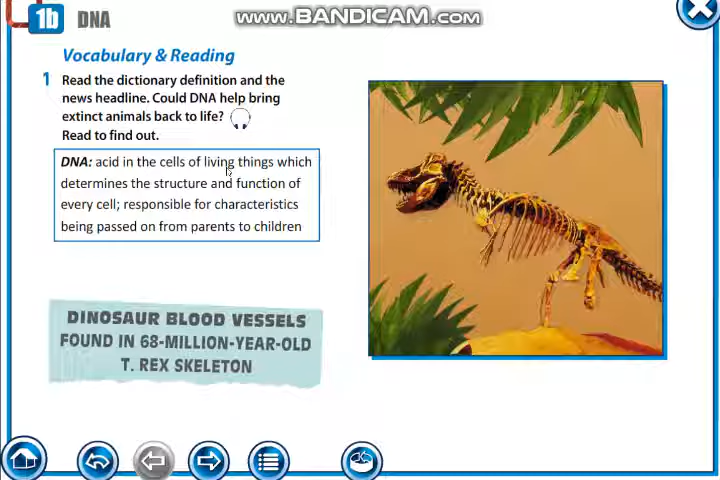 1b DNA
www.BANDICAM.com
Vocabulary & Reading
1 Read the dictionary definition and the
news headline. Could DNA help bring
extinct animals back to life?
Read to find out.
DNA: acid in the cells of living things which
determines the structure and function of
every cell; responsible for characteristics
being passed on from parents to children
DINOSAUR BLOOD VESSELS
FOUND IN 68-MILLION-YEAR-OLD
T. REX SKELETON